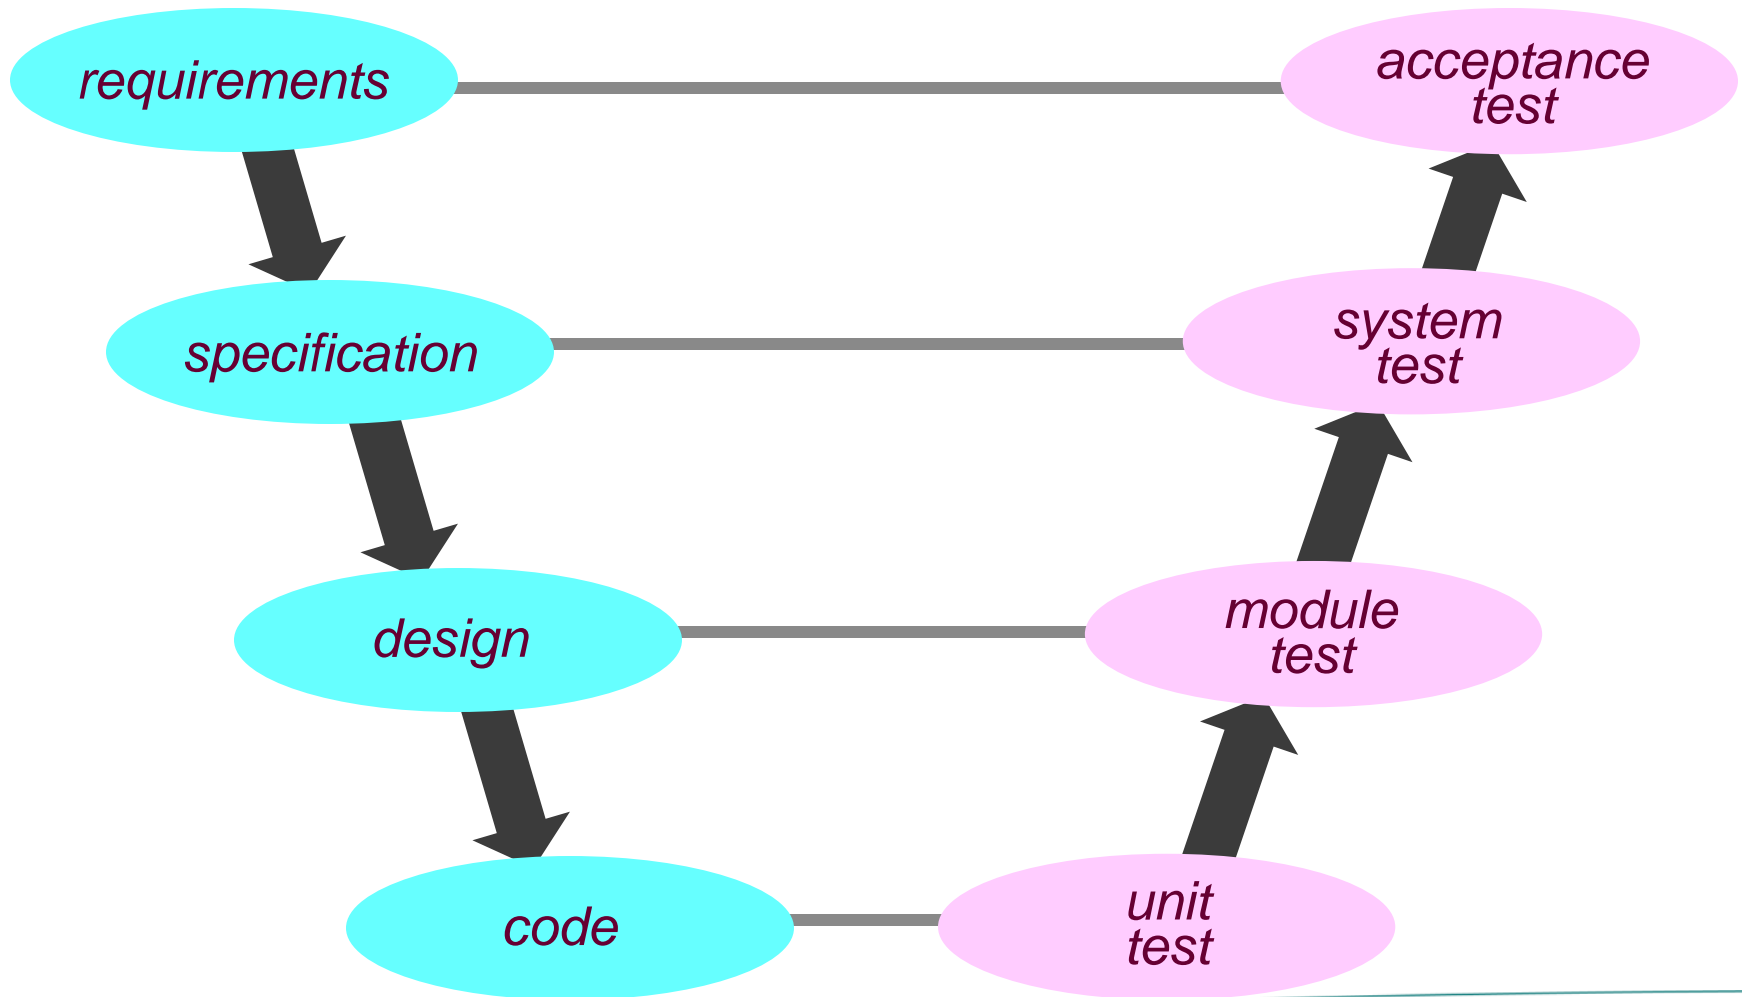 requirements
acceptance
test
specification
system
test
design
module
test
code
unit
test